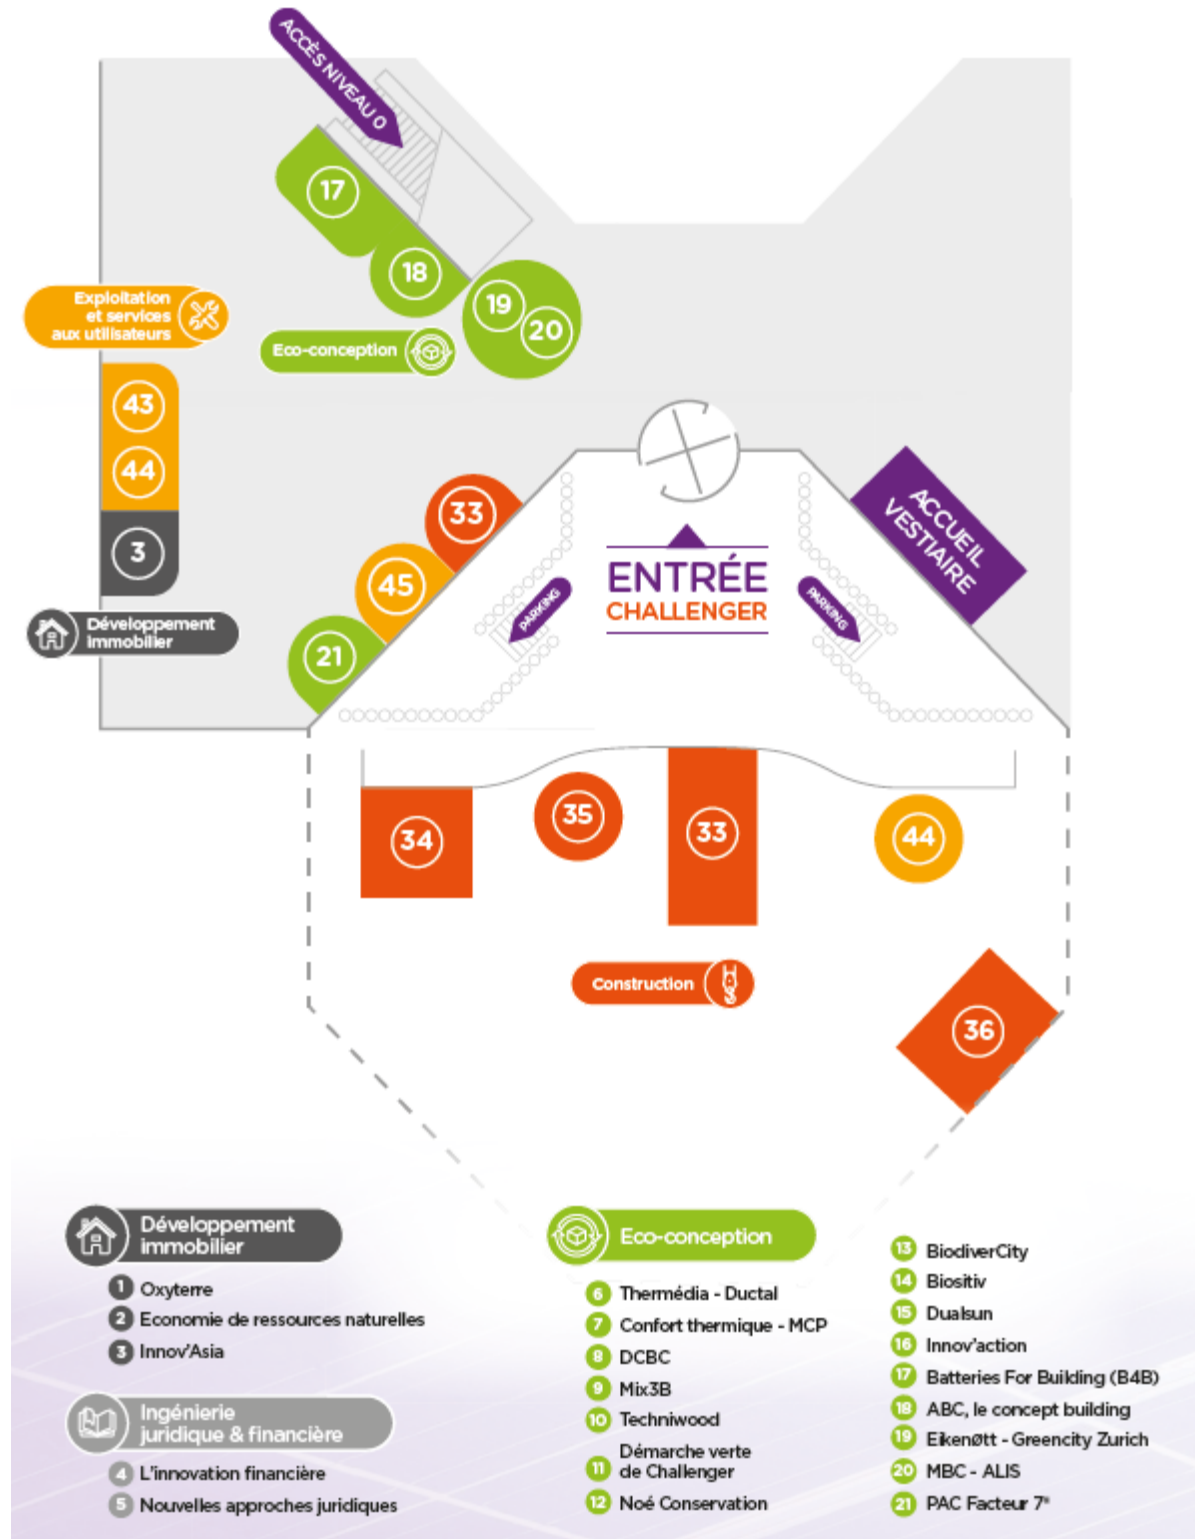 ACCÈS NIVEAU 0
17
18
19
20
Exploitation
et services
aux utilisateurs
Eco-conception
43
44
3
Développement
immobilier
33
45
21
ENTRÉE
CHALLENGER
PARKING
PARKING
ACCUEIL
VESTIAIRE
34
35
33
44
Construction
36
Développement
immobilier
1 Oxyterre
2 Economie de ressources naturelles
3 Innov'Asia
Ingénierie
juridique & financière
4 L'innovation financière
5 Nouvelles approches juridiques
Eco-conception
6 Thermédia - Ductal
7 Confort thermique - MCP
8 DCBC
9 Mix3B
10 Techniwood
11 Démarche verte
de Challenger
12 Noé Conservation
13 BiodiverCity
14 Biositiv
15 Dualsun
16 Innov'action
17 Batteries For Building (B4B)
18 ABC, le concept building
19 Eikenøtt - Greencity Zurich
20 MBC - ALIS
21 PAC Facteur 7